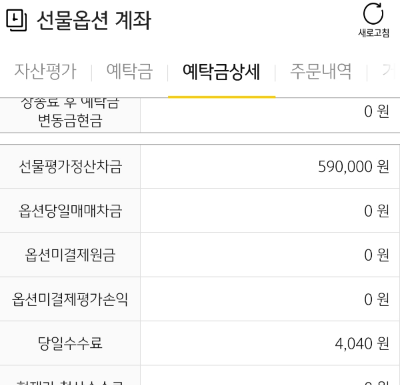 선물옵션 계좌
새로고침
자산평가 예탁금 예탁금상세 주문내역
장종료 후 예탁금
변동금현금 0 원
선물평가정산차금 590,000 원
옵션당일매매차금 0 원
옵션미결제원금 0 원
옵션미결제평가손익 0 원
당일수수료 4,040 원